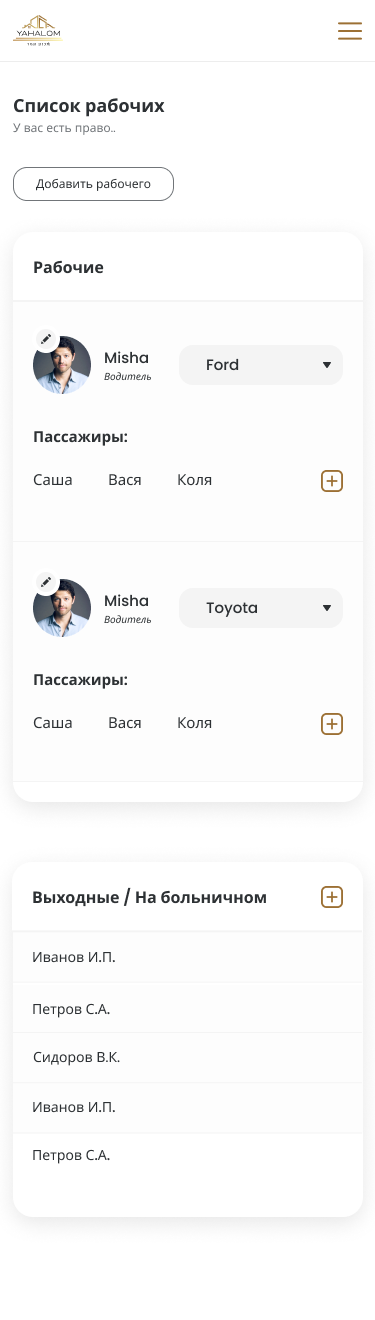 YAHALOM
Список рабочих
У вас есть право..
Добавить рабочего
Рабочие
Misha
Водитель
Ford
Пассажиры:
Саша Вася Коля
Misha
Водитель
Toyota
Пассажиры:
Саша Вася Коля
Выходные / На больничном
Иванов И.П.
Петров С.А.
Сидоров В.К.
Иванов И.П.
Петров С.А.